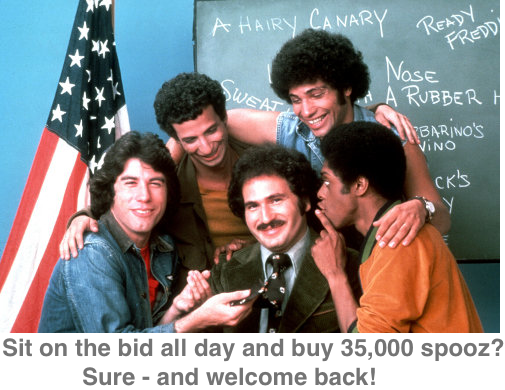 A HAIRY CANARY
READY
FREDD
NOSE
SWEAT
A RUBBER H
BARINO'S
VINO
CK'S
Y
Sit on the bid all day and buy 35,000 spooz?
Sure - and welcome back!